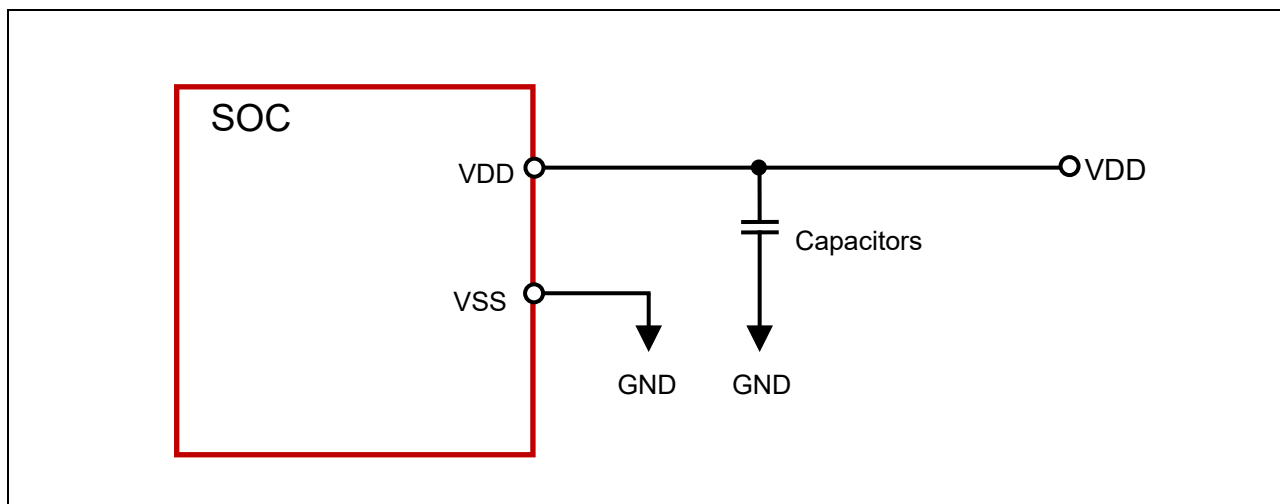 SOC
VDD
VDD
Capacitors
VSS
GND
GND